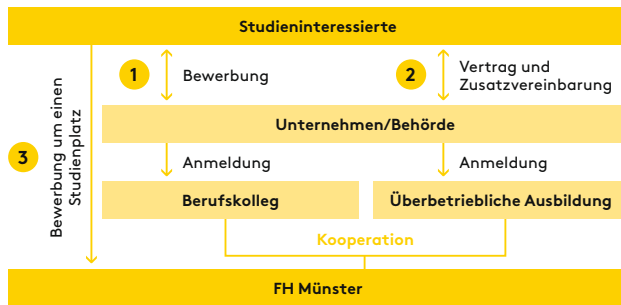 Studieninteressierte
1
Bewerbung
2
Vertrag und
Zusatzvereinbarung
3
Bewerbung um einen
Studienplatz
Unternehmen/Behörde
Anmeldung
Anmeldung
Berufskolleg
Überbetriebliche Ausbildung
Kooperation
FH Münster